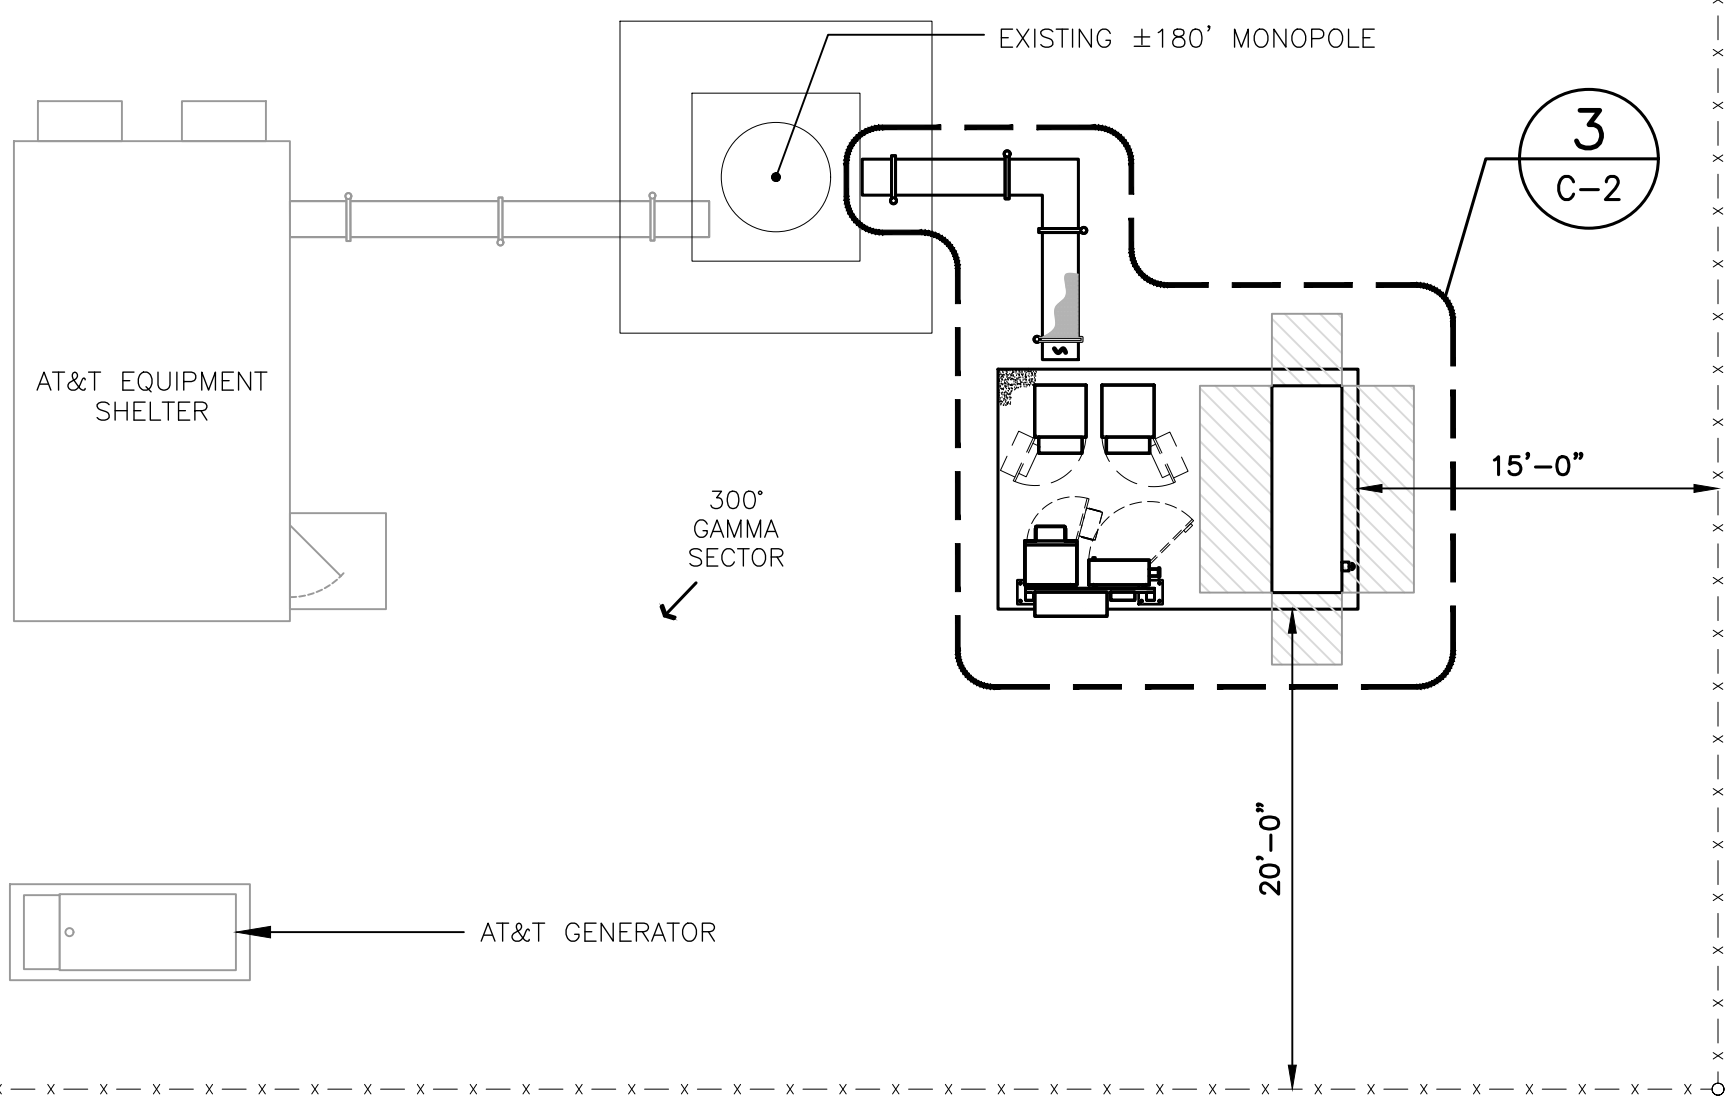 EXISTING ±180' MONOPOLE
3
C-2
AT&T EQUIPMENT
SHELTER
15'-0"
300°
GAMMA
SECTOR
20'-0"
AT&T GENERATOR